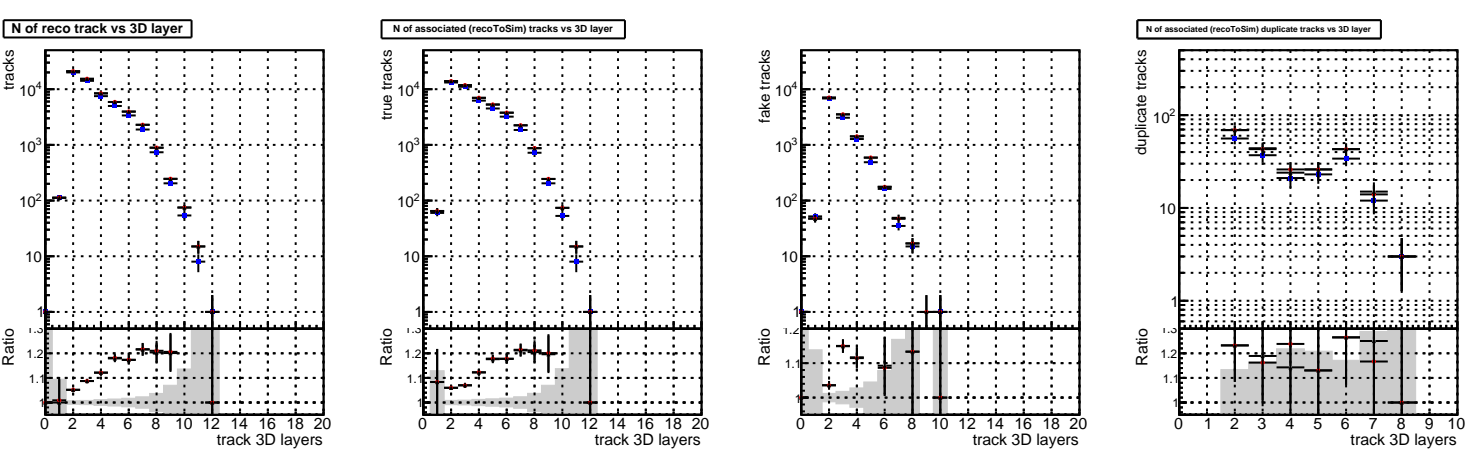 N of reco track vs 3D layer
tracks
10^4
10^3
10^2
10
1
Ratio
1.3
1.2
1.1
1
0 2 4 6 8 10 12 14 16 18 20
track 3D layers
N of associated (recoToSim) tracks vs 3D layer
true tracks
10^4
10^3
10^2
10
1
Ratio
1.3
1.2
1.1
1
0 2 4 6 8 10 12 14 16 18 20
track 3D layers
fake tracks
10^4
10^3
10^2
10
1
Ratio
1.2
1.1
1
0 2 4 6 8 10 12 14 16 18 20
track 3D layers
N of associated (recoToSim) duplicate tracks vs 3D layer
duplicate tracks
10^2
10
1
Ratio
1.3
1.2
1.1
1
0 1 2 3 4 5 6 7 8 9 10
track 3D layers